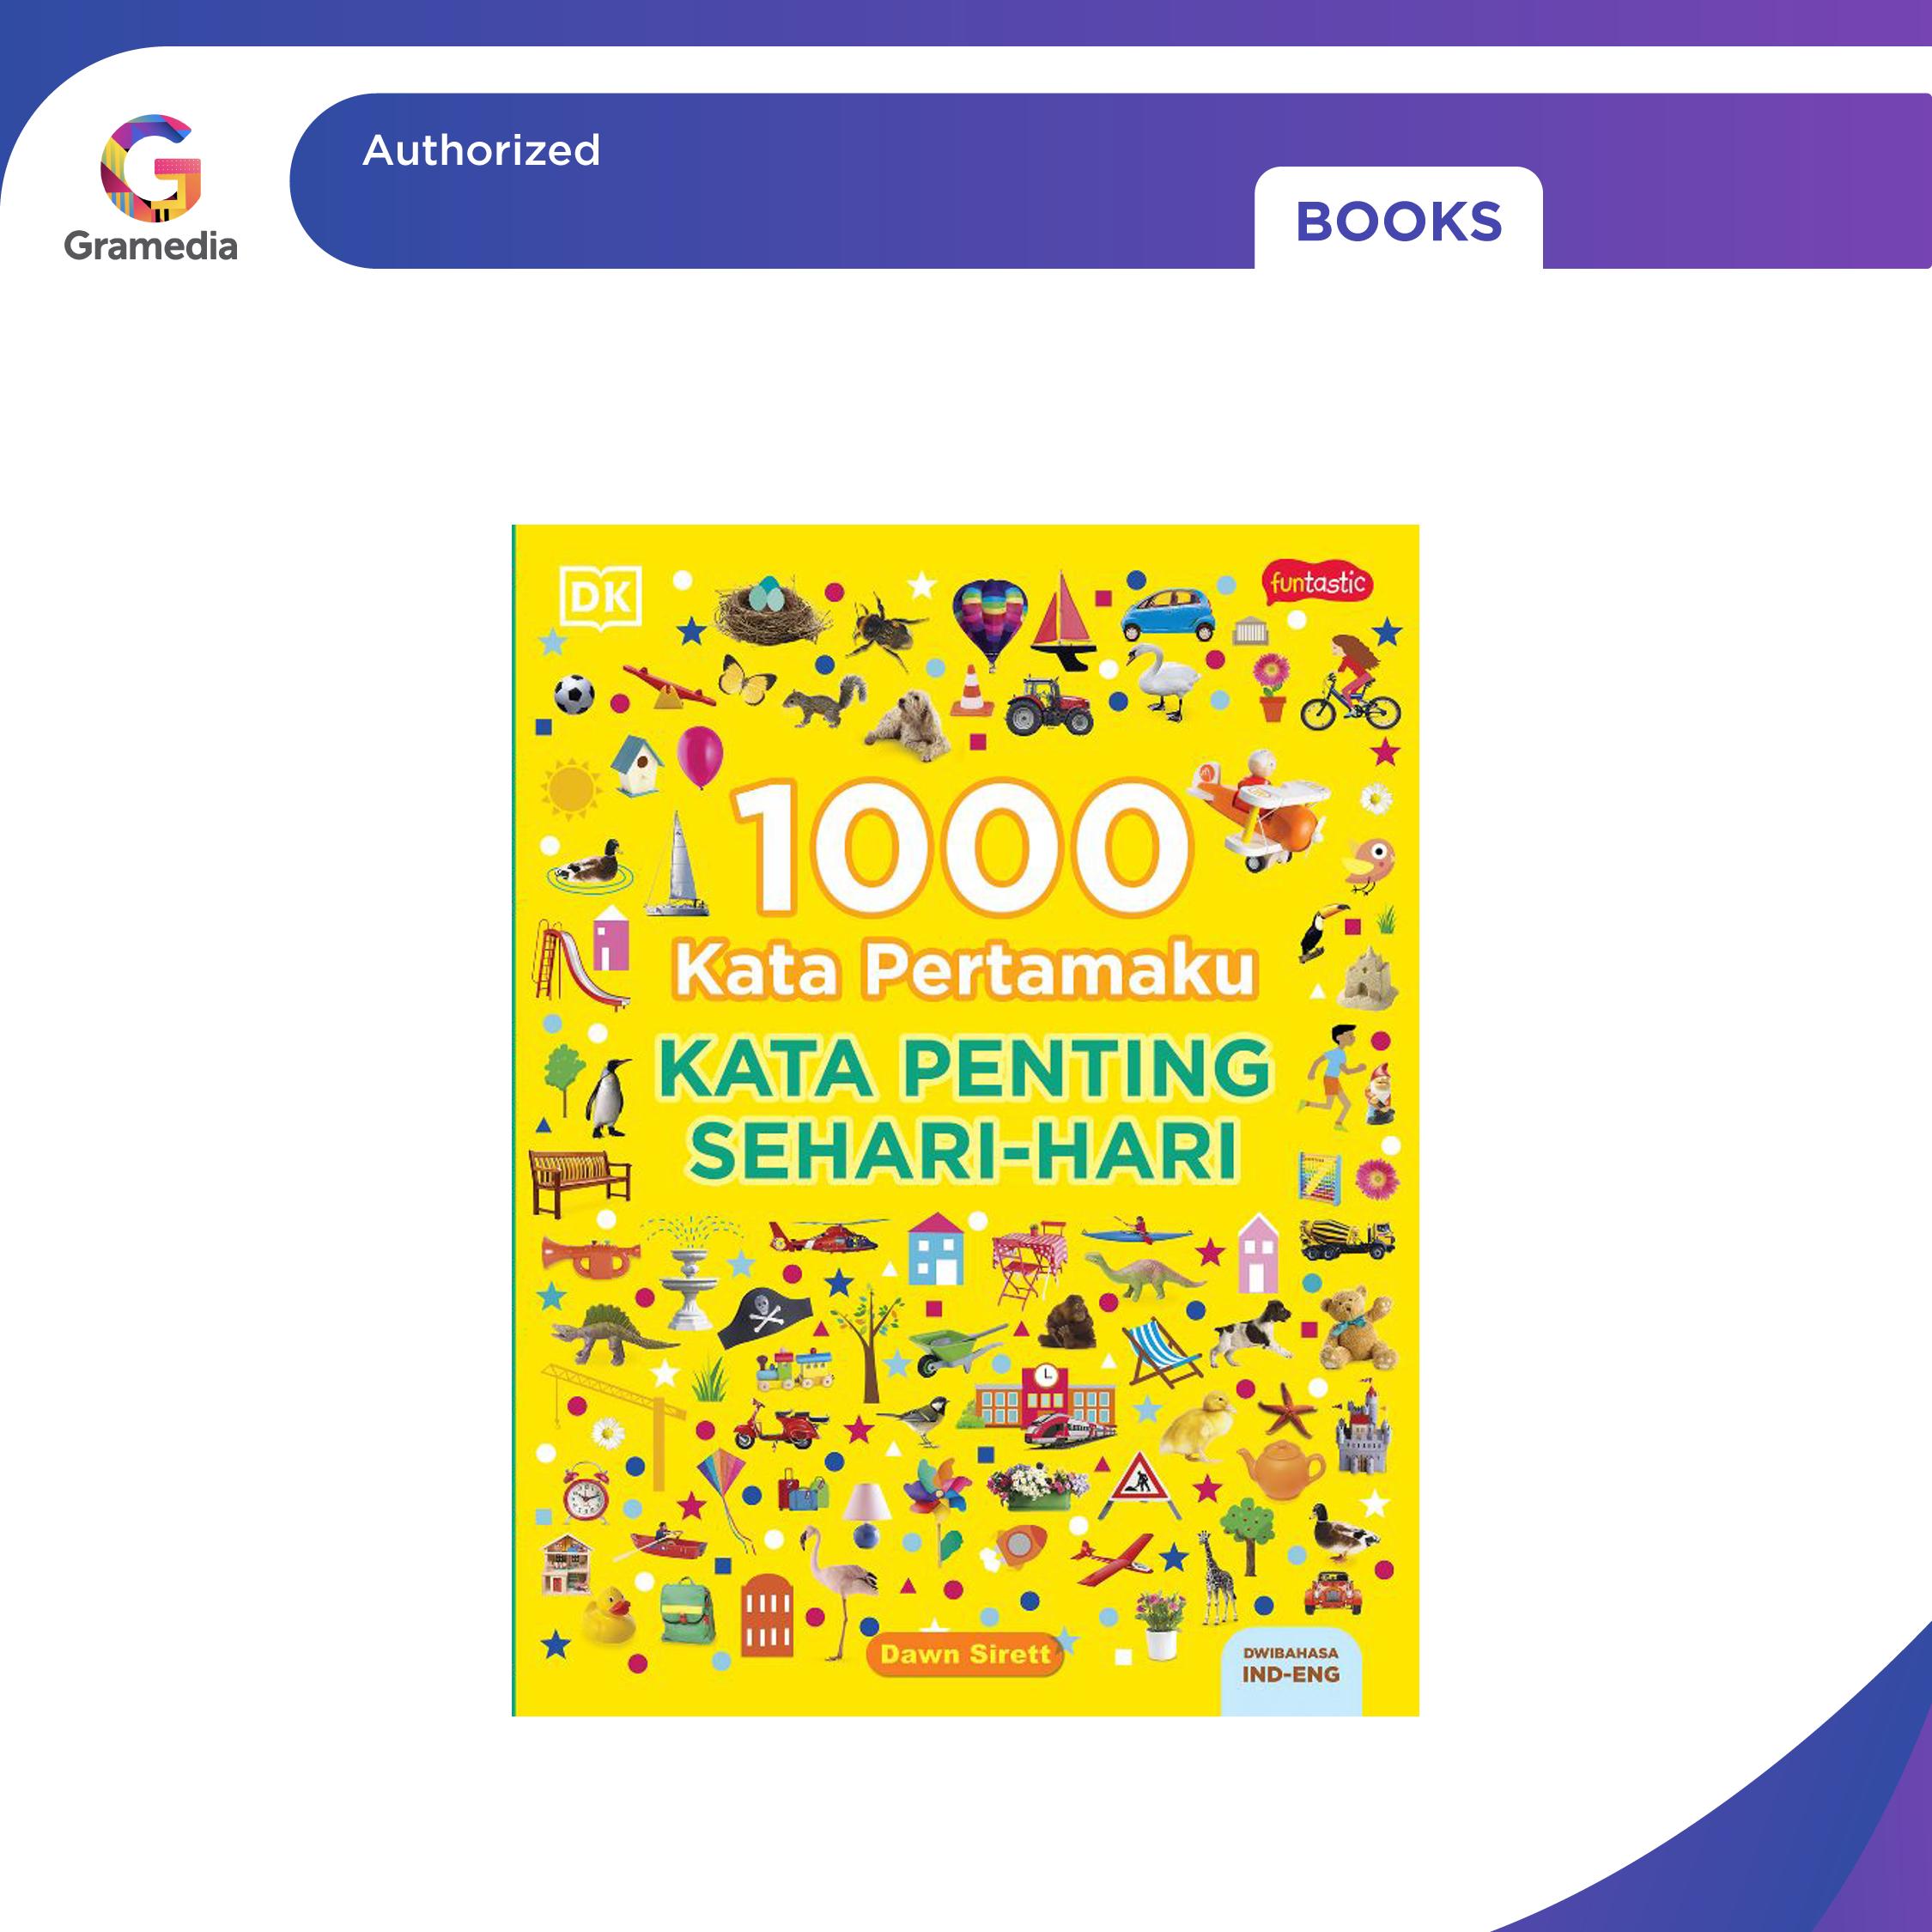 Gramedia
Authorized
BOOKS
DK
funtastic
1000
Kata Pertamaku
KATA PENTING
SEHARI-HARI
Dawn Sirett
DWIBAHASA
IND-ENG